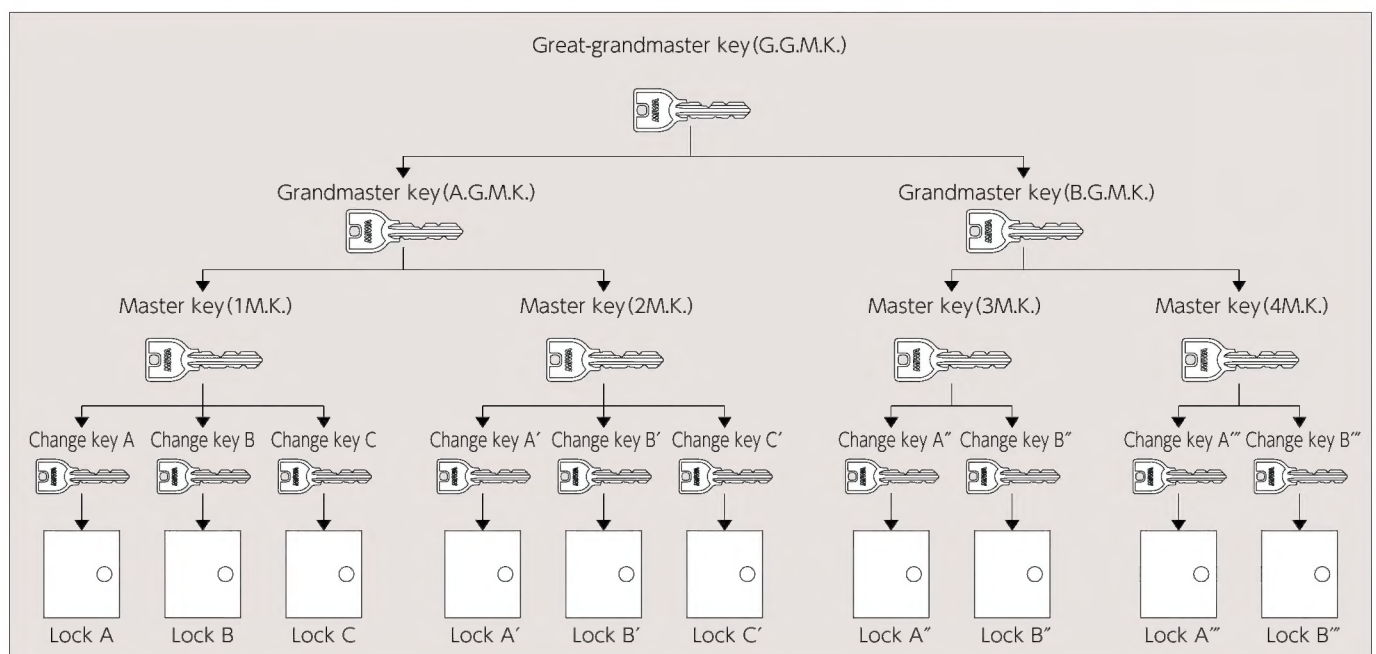 Great-grandmaster key (G.G.M.K.)
Grandmaster key (A.G.M.K.) Grandmaster key (B.G.M.K.)
Master key (1M.K.) Master key (2M.K.) Master key (3M.K.) Master key (4M.K.)
Change key A Change key B Change key C Change key A′ Change key B′ Change key C′ Change key A″ Change key B″ Change key A‴ Change key B‴
Lock A Lock B Lock C Lock A′ Lock B′ Lock C′ Lock A″ Lock B″ Lock A‴ Lock B‴